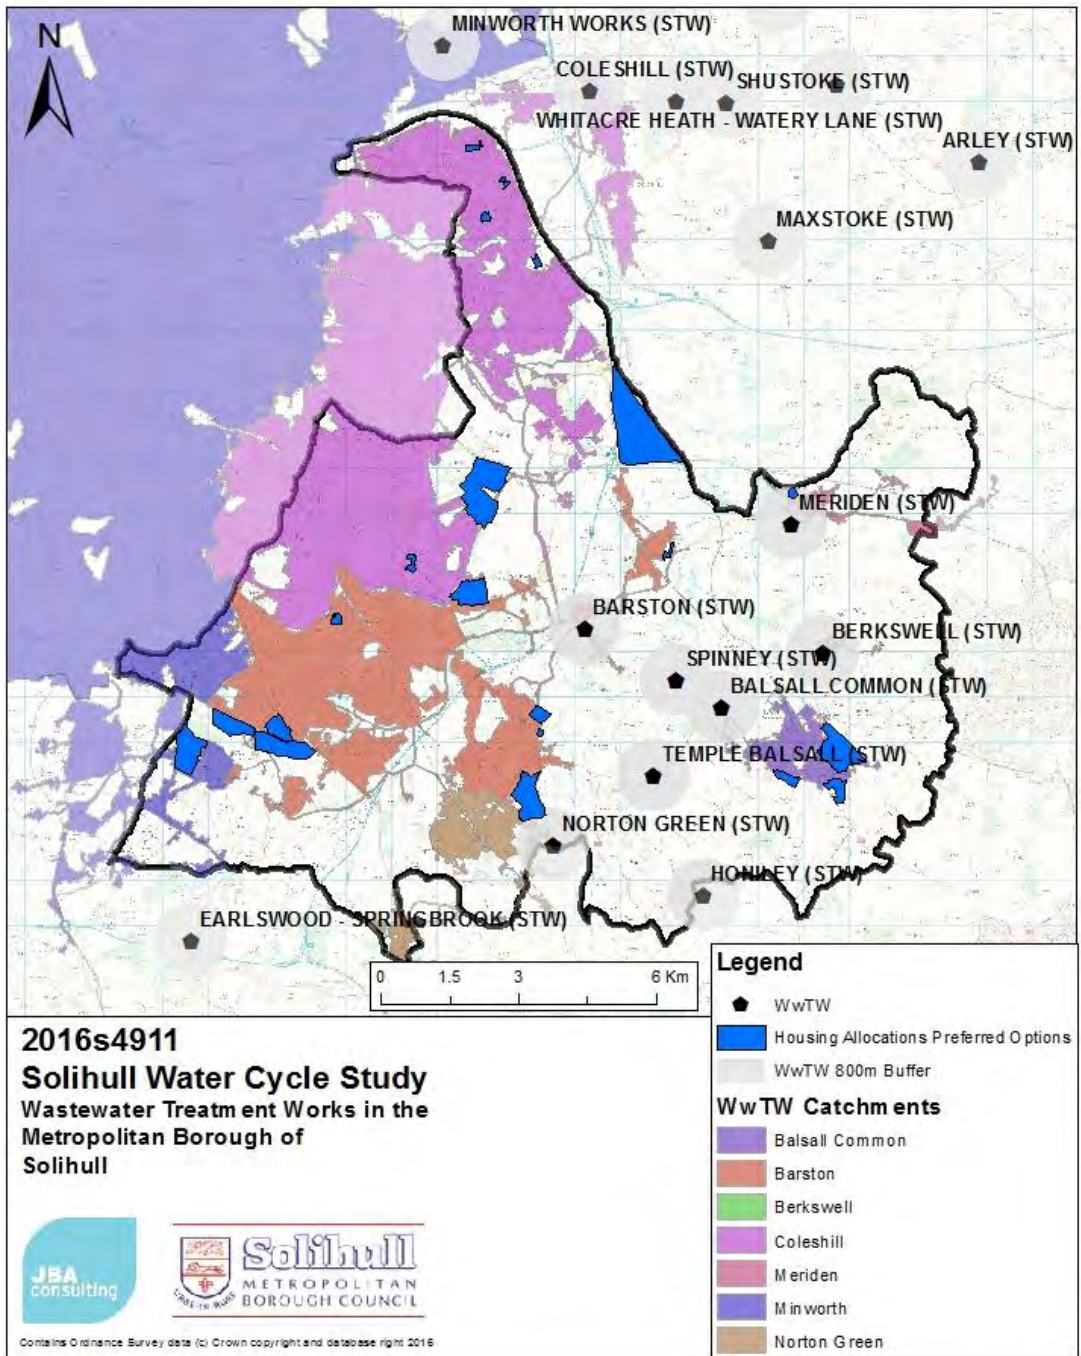 N
MINWORTH WORKS (STW)
COLESHILL (STW)
SHUSTOKE (STW)
WHITACRE HEATH - WATERY LANE (STW)
ARLEY (STW)
MAXSTOKE (STW)
MERIDEN (STW)
BARSTON (STW)
BERKSWELL (STW)
SPINNEY (STW)
BALSALL COMMON (STW)
TEMPLE BALSALL (STW)
NORTON GREEN (STW)
HONILEY (STW)
EARLSWOOD - SPRINGBROOK (STW)
0 1.5 3 6 Km
Legend
WwTW
Housing Allocations Preferred Options
WwTW 800m Buffer
WwTW Catchments
Balsall Common
Barston
Berkswell
Coleshill
Meriden
Minworth
Norton Green
2016s4911
Solihull Water Cycle Study
Wastewater Treatment Works in the
Metropolitan Borough of
Solihull
JBA
consulting
Solihull
METROPOLITAN
BOROUGH COUNCIL
Contains Ordnance Survey data (c) Crown copyright and database right 2016